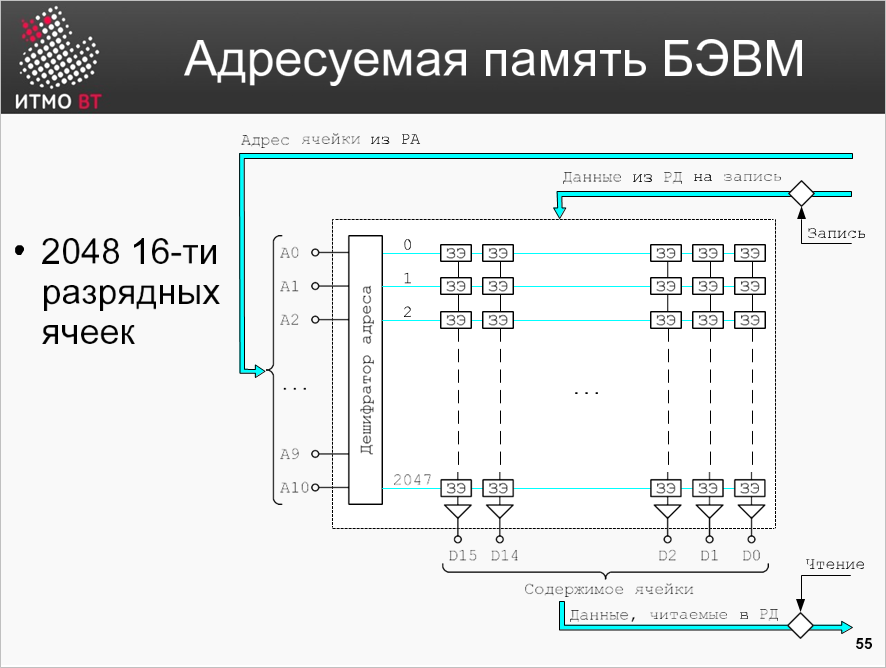 ИТМО ВТ
Адресуемая память БЭВМ
• 2048 16-ти
разрядных
ячеек
Адрес ячейки из РА
Данные из РД на запись
Запись
A0
A1
A2
...
A9
A10
Дешифратор адреса
0
ЗЭ ЗЭ ЗЭ ЗЭ ЗЭ
1
ЗЭ ЗЭ ЗЭ ЗЭ ЗЭ
2
ЗЭ ЗЭ ЗЭ ЗЭ ЗЭ
...
2047
ЗЭ ЗЭ ЗЭ ЗЭ ЗЭ
D15 D14 D2 D1 D0
Содержимое ячейки
Чтение
Данные, читаемые в РД
55